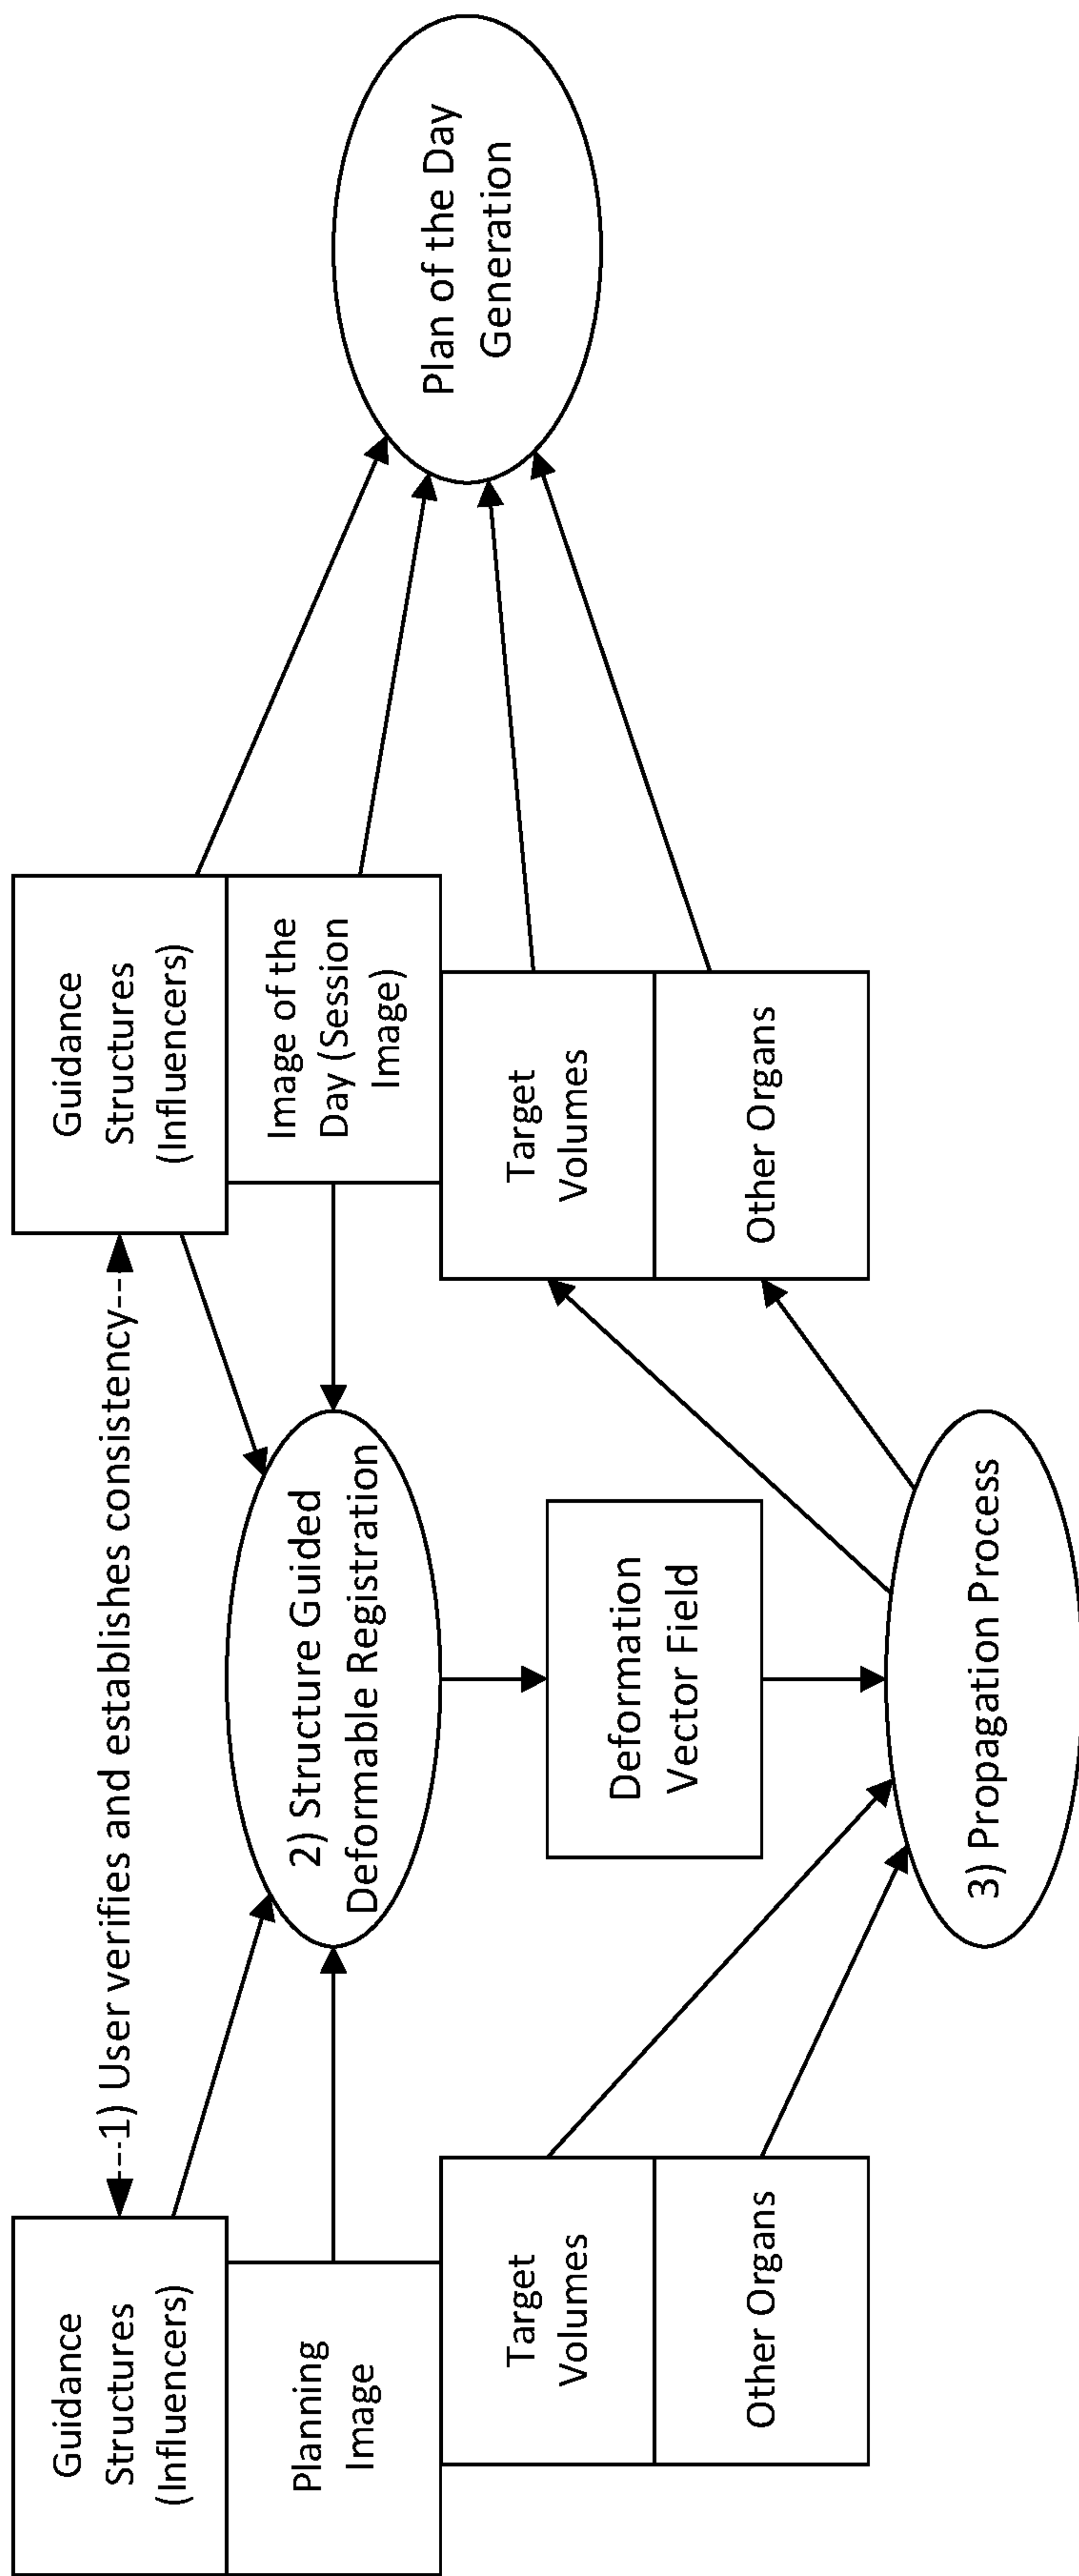 Guidance
Structures
(Influencers)
Planning
Image
Target
Volumes
Other Organs
---1) User verifies and establishes consistency---
2) Structure Guided
Deformable Registration
Deformation
Vector Field
3) Propagation Process
Guidance
Structures
(Influencers)
Image of the
Day (Session
Image)
Target
Volumes
Other Organs
Plan of the Day
Generation